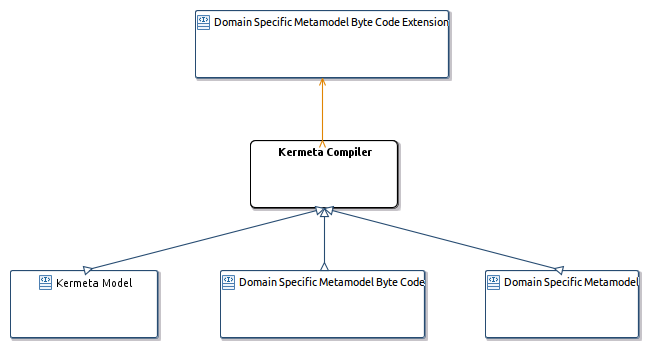 Domain Specific Metamodel Byte Code Extension
Kermeta Compiler
Kermeta Model
Domain Specific Metamodel Byte Code
Domain Specific Metamodel